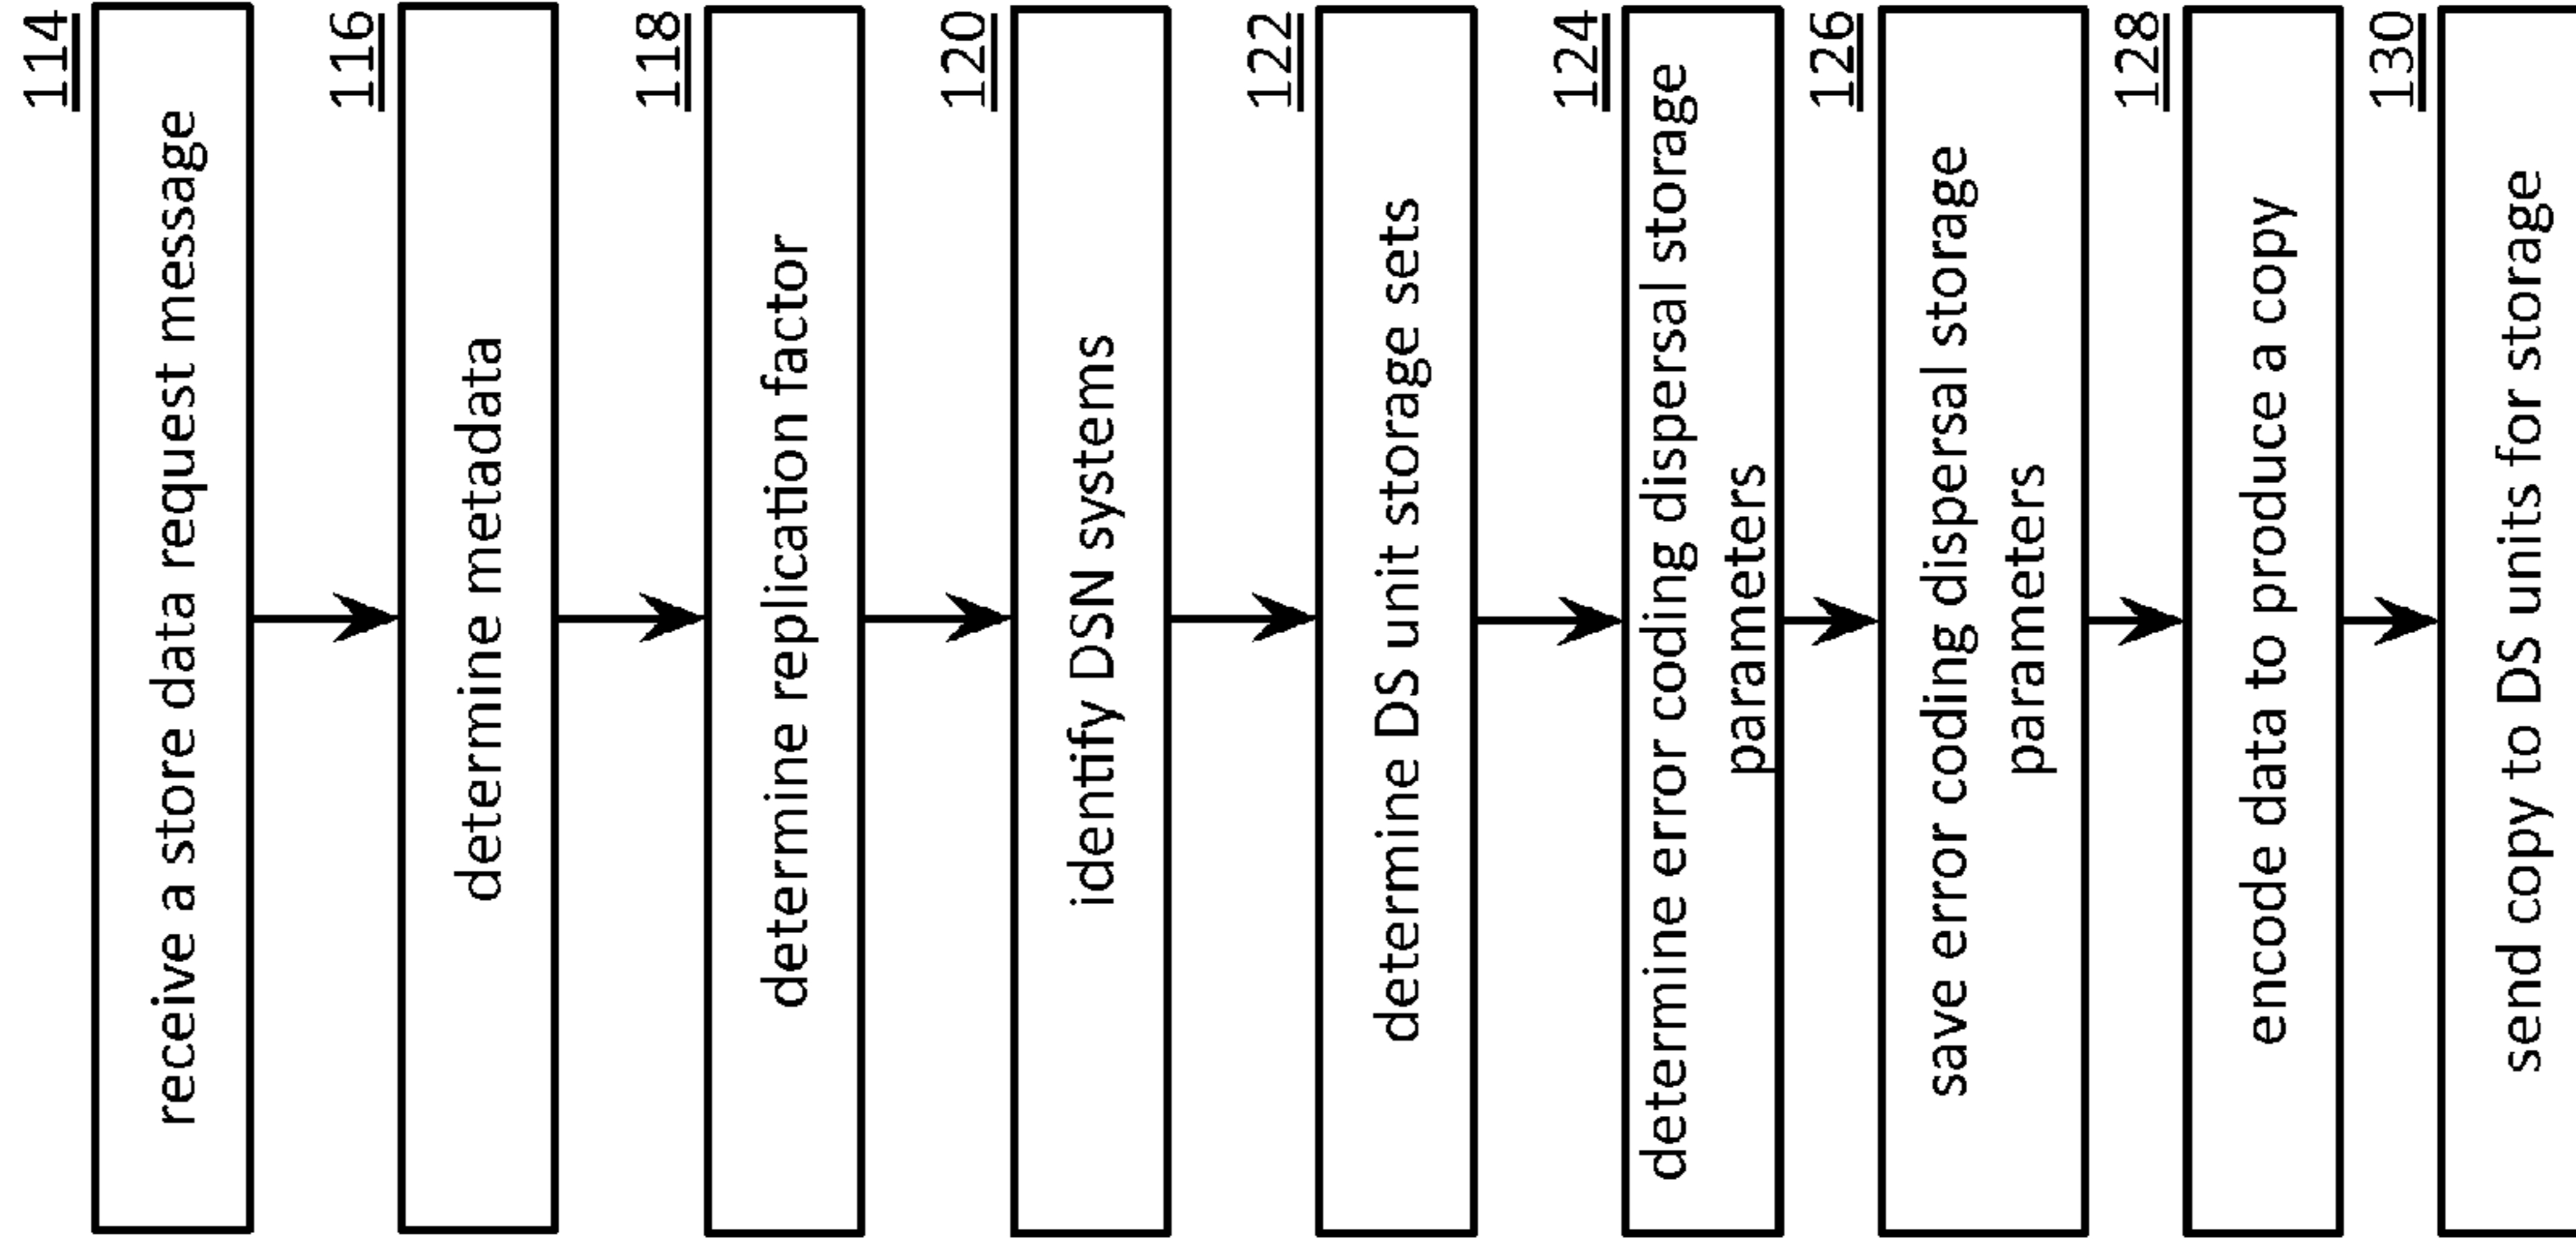 114
receive a store data request message
116
determine metadata
118
determine replication factor
120
identify DSN systems
122
determine DS unit storage sets
124
determine error coding dispersal storage
parameters
126
save error coding dispersal storage
parameters
128
encode data to produce a copy
130
send copy to DS units for storage